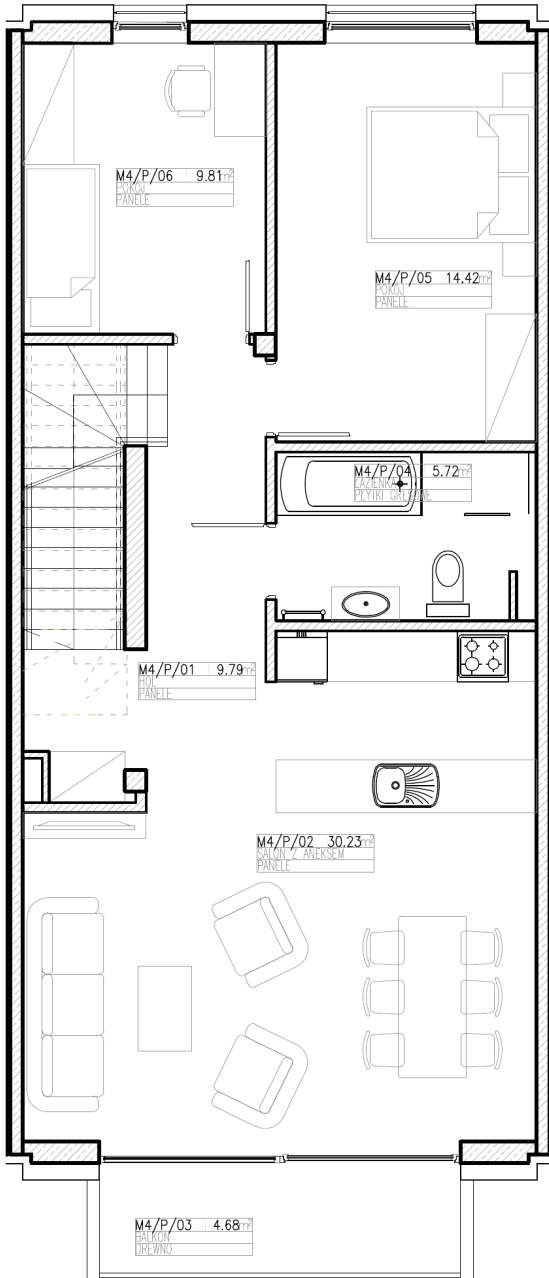 M4/P/06 9.81m²
POKÓJ
PANELE
M4/P/05 14.42m²
POKÓJ
PANELE
M4/P/04 5.72m²
ŁAZIENKA
PŁYTKI GRESOWE
M4/P/01 9.79m²
HOL
PANELE
M4/P/02 30.23m²
SALON Z ANEKSEM
PANELE
M4/P/03 4.68m²
BALKON
DREWNO